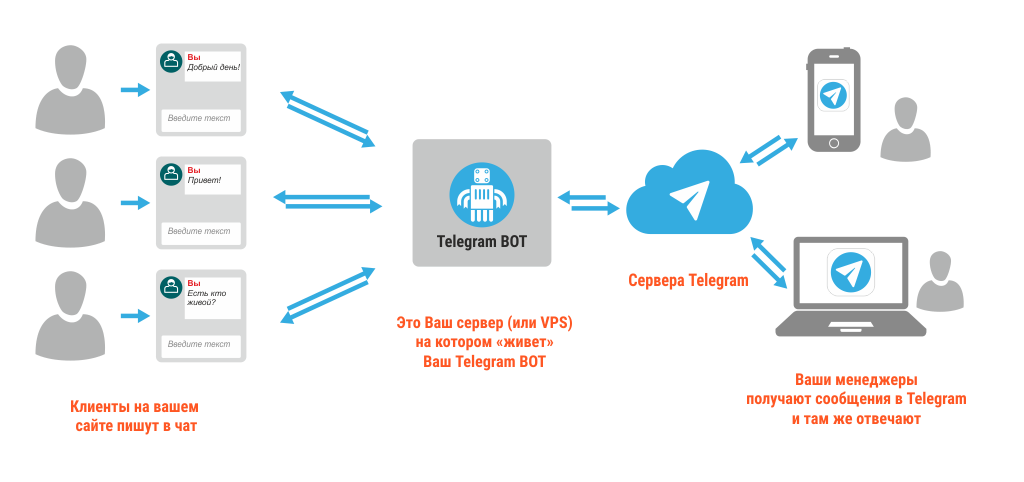 Вы
Добрый день!
Введите текст
Вы
Привет!
Введите текст
Вы
Есть кто
живой?
Введите текст
Клиенты на вашем
сайте пишут в чат
Telegram BOT
Это Ваш сервер (или VPS)
на котором «живет»
Ваш Telegram BOT
Сервера Telegram
Ваши менеджеры
получают сообщения в Telegram
и там же отвечают